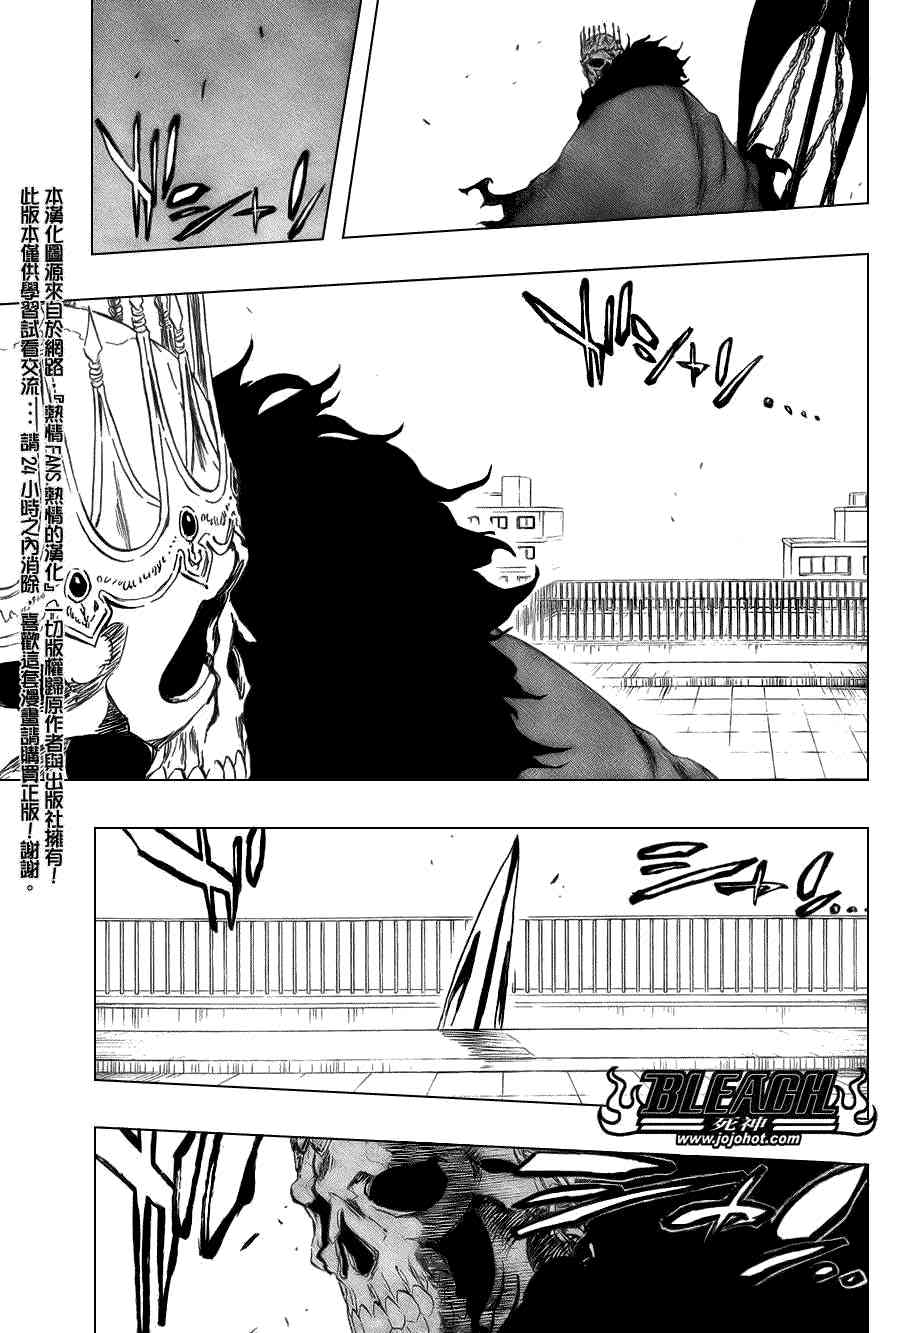 ガシャン
ガシャン…
本漢化圖源來自於網路『熱情FANS.熱情的漢化』一切版權歸原作者與出版社擁有!
此版本僅供學習試看交流… 請24小時之內消除,喜歡這套漫畫請購買正版!謝謝。
シャン…
BLEACH
死神
www.jojohot.com